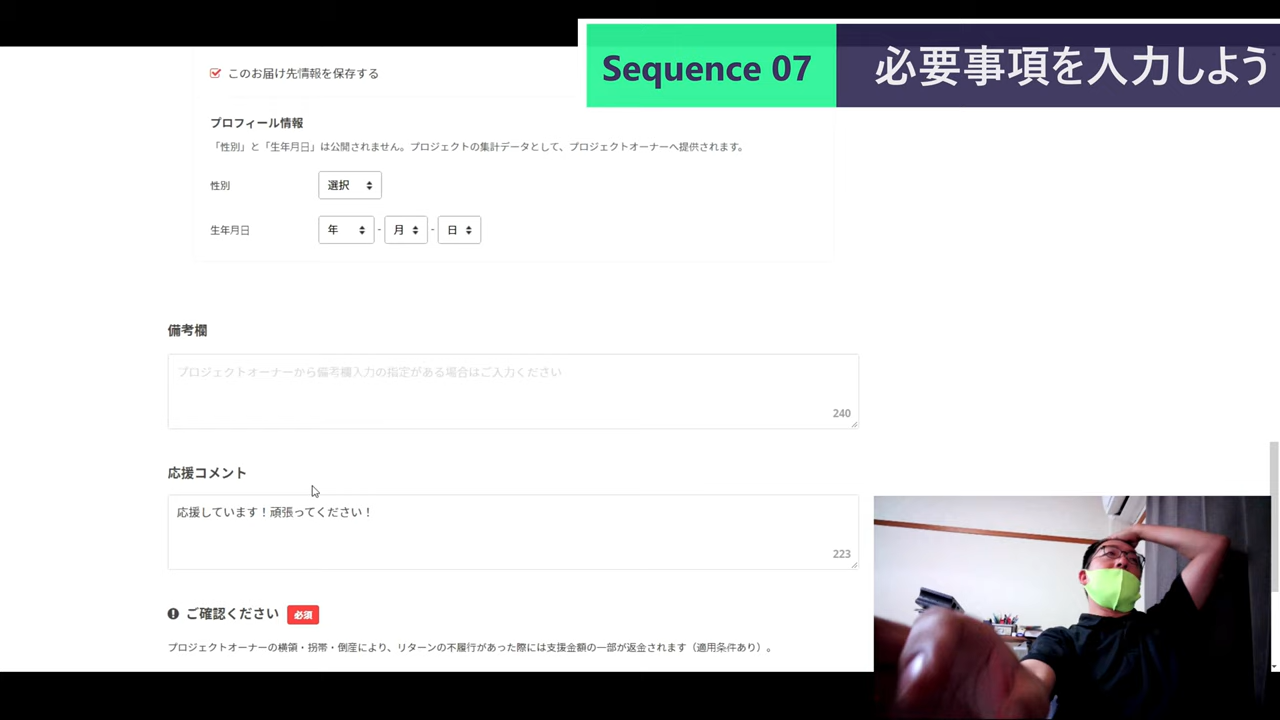 Sequence 07
必要事項を入力しよう
このお届け先情報を保存する
プロフィール情報
「性別」と「生年月日」は公開されません。プロジェクトの集計データとして、プロジェクトオーナーへ提供されます。
性別 選択
生年月日 年 - 月 - 日
備考欄
プロジェクトオーナーから備考欄入力の指定がある場合はご入力ください
240
応援コメント
応援しています！頑張ってください！
223
ご確認ください 必須
プロジェクトオーナーの横領・拐帯・倒産により、リターンの不履行があった際には支援金額の一部が返金されます（適用条件あり）。